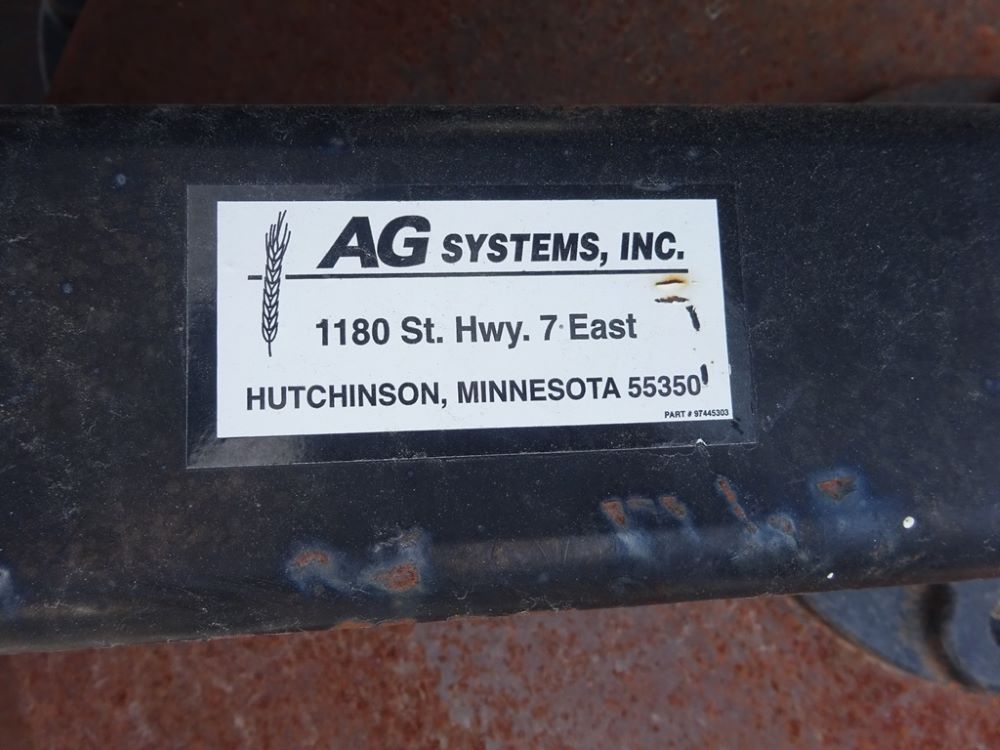 AG SYSTEMS, INC.
1180 St. Hwy. 7 East
HUTCHINSON, MINNESOTA 55350
PART # 97445303